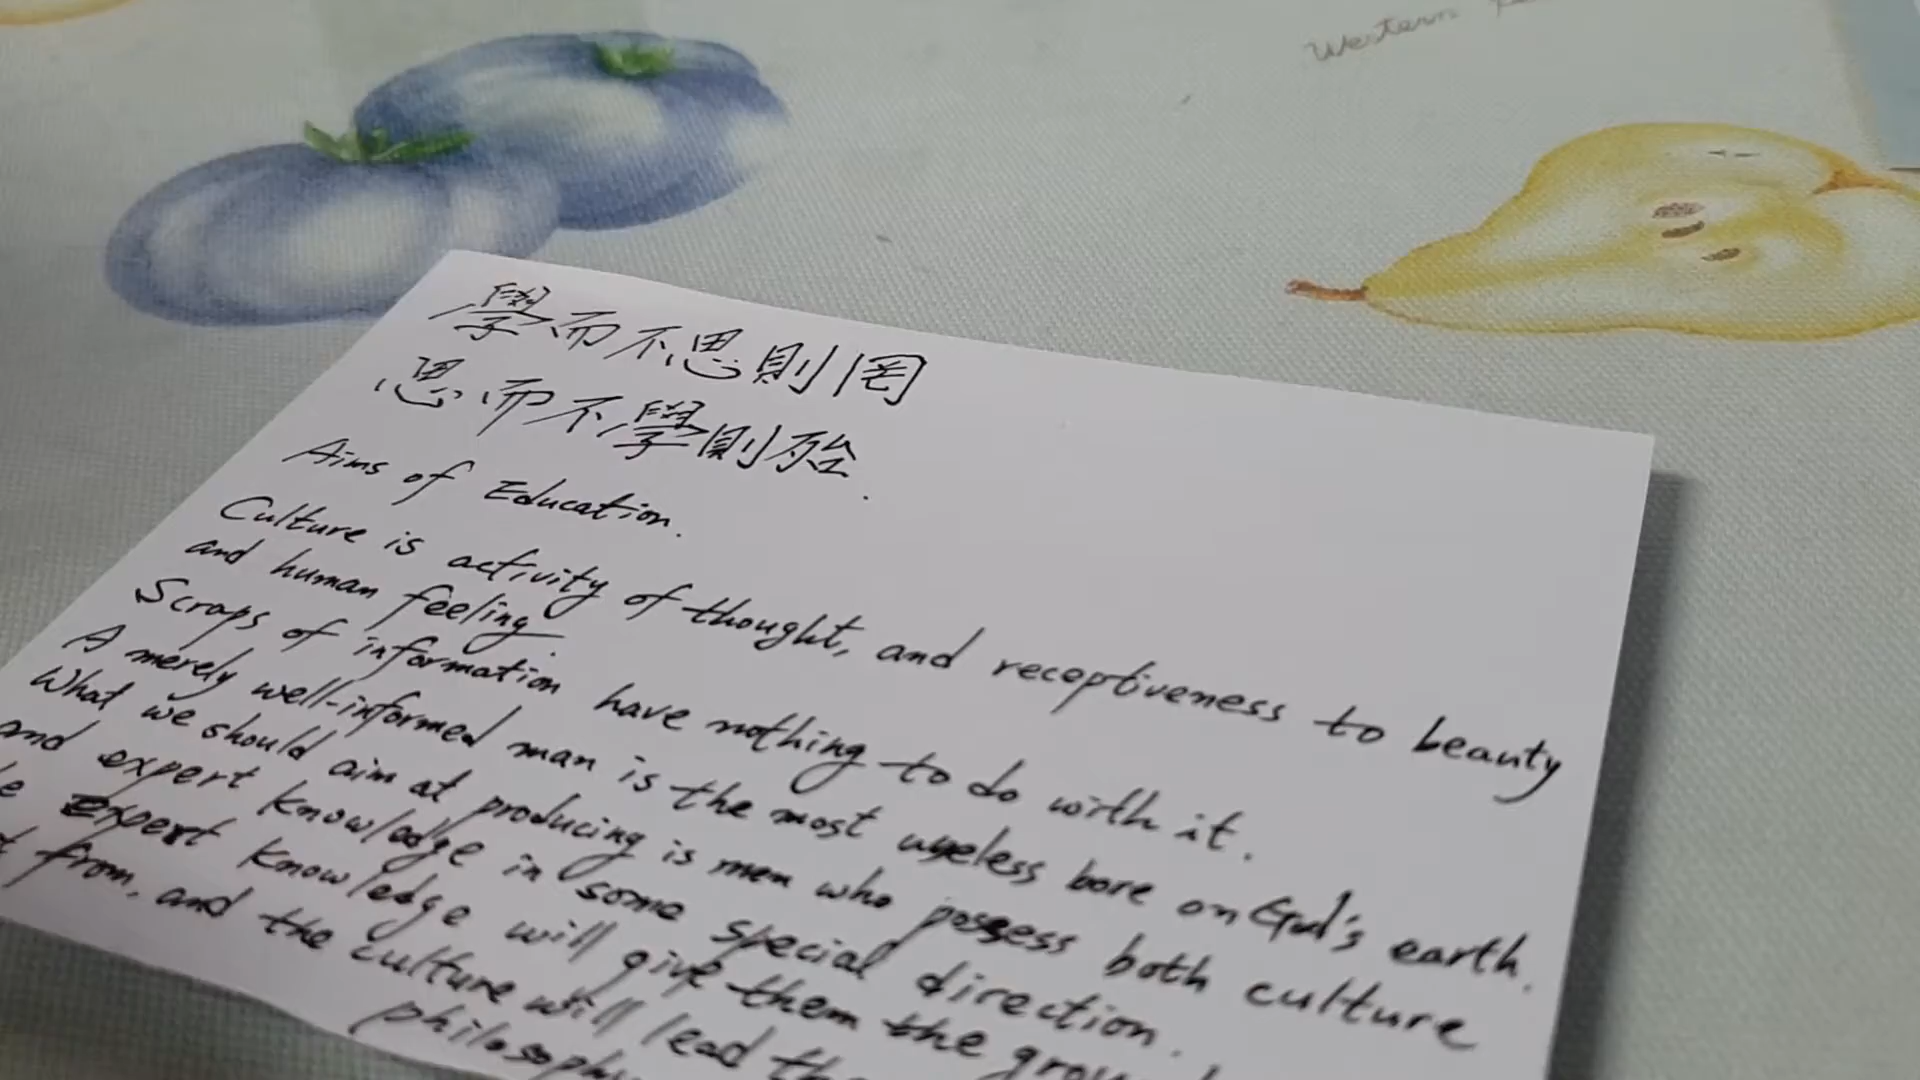 Western
學而不思則罔
思而不學則殆.
Aims of Education.
Culture is activity of thought, and receptiveness to beauty
and human feeling.
Scraps of information have nothing to do with it.
A merely well-informed man is the most useless bore on God's earth.
What we should aim at producing is men who possess both culture
and expert knowledge in some special direction.
Expert knowledge will give them the
from, and the culture will lead